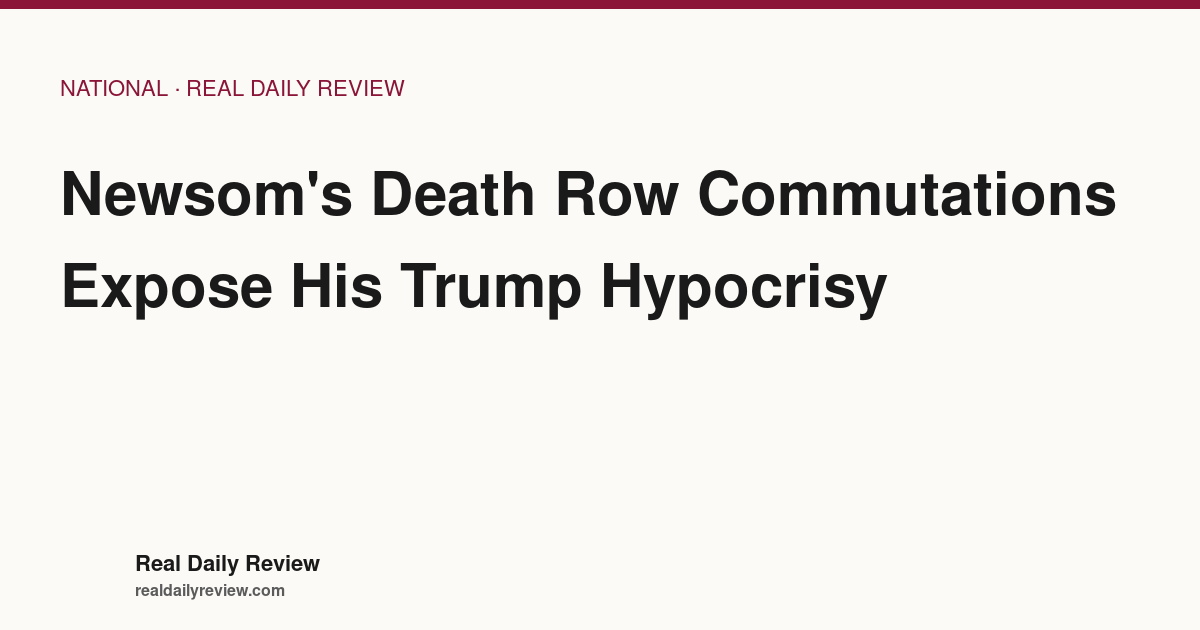 NATIONAL · REAL DAILY REVIEW
Newsom's Death Row Commutations
Expose His Trump Hypocrisy
Real Daily Review
realdailyreview.com